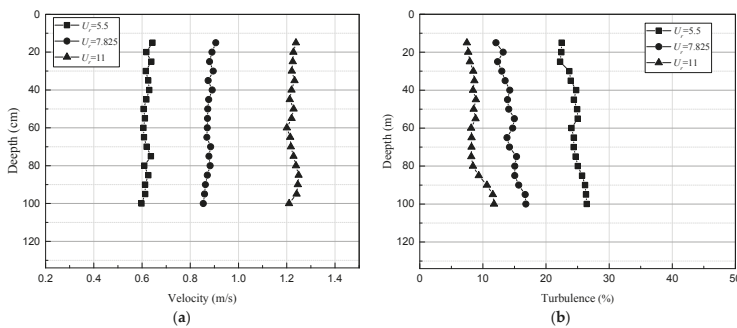 0
20
40
60
80
100
120
Deepth (cm)
0.2
0.4
0.6
0.8
1.0
1.2
1.4
Velocity (m/s)
U_r=5.5
U_r=7.825
U_r=11
(a)
0
20
40
60
80
100
120
Deepth (m)
0
10
20
30
40
50
Turbulence (%)
U_r=5.5
U_r=7.825
U_r=11
(b)